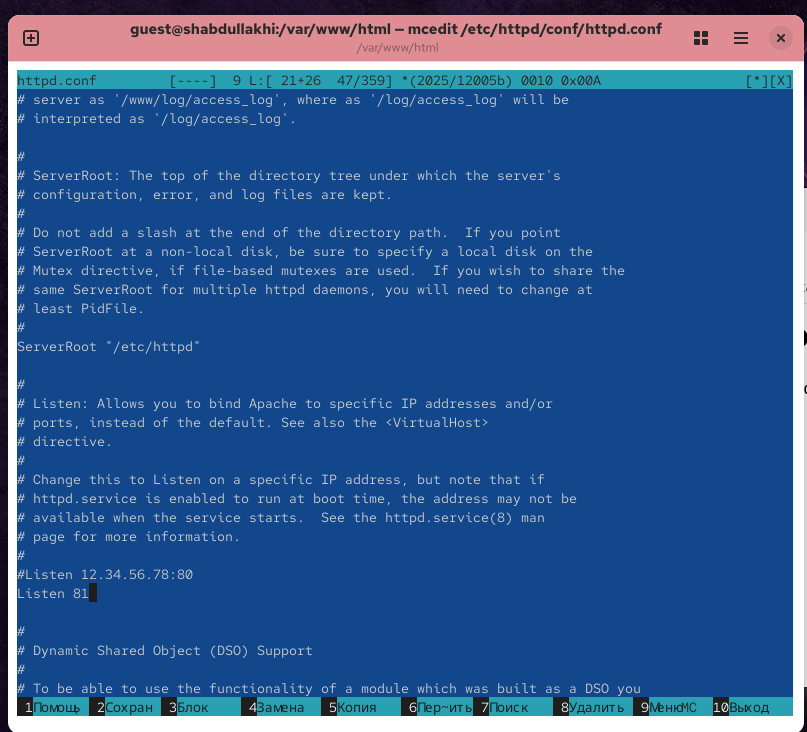 guest@shabdullakhi:/var/www/html — mcedit /etc/httpd/conf/httpd.conf
/var/www/html
httpd.conf [----] 9 L:[ 21+26 47/359] *(2025/12005b) 0010 0x00A [*][X]
# server as '/www/log/access_log', where as '/log/access_log' will be
# interpreted as '/log/access_log'.
#
# ServerRoot: The top of the directory tree under which the server's
# configuration, error, and log files are kept.
#
# Do not add a slash at the end of the directory path.  If you point
# ServerRoot at a non-local disk, be sure to specify a local disk on the
# Mutex directive, if file-based mutexes are used.  If you wish to share the
# same ServerRoot for multiple httpd daemons, you will need to change at
# least PidFile.
#
ServerRoot "/etc/httpd"
#
# Listen: Allows you to bind Apache to specific IP addresses and/or
# ports, instead of the default. See also the <VirtualHost>
# directive.
#
# Change this to Listen on a specific IP address, but note that if
# httpd.service is enabled to run at boot time, the address may not be
# available when the service starts.  See the httpd.service(8) man
# page for more information.
#
#Listen 12.34.56.78:80
Listen 81
#
# Dynamic Shared Object (DSO) Support
#
# To be able to use the functionality of a module which was built as a DSO you
1Помощь 2Сохран 3Блок 4Замена 5Копия 6Пер~ить 7Поиск 8Удалить 9МенюMC 10Выход